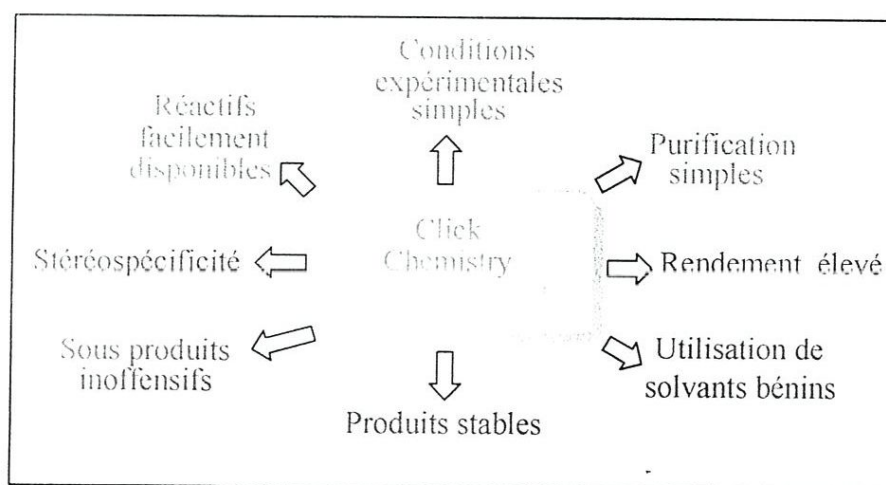 Conditions
expérimentales
simples
Réactifs
facilement
disponibles
Purification
simples
Click
Chemistry
Stéréospécificité
Rendement élevé
Sous produits
inoffensifs
Utilisation de
solvants bénins
Produits stables